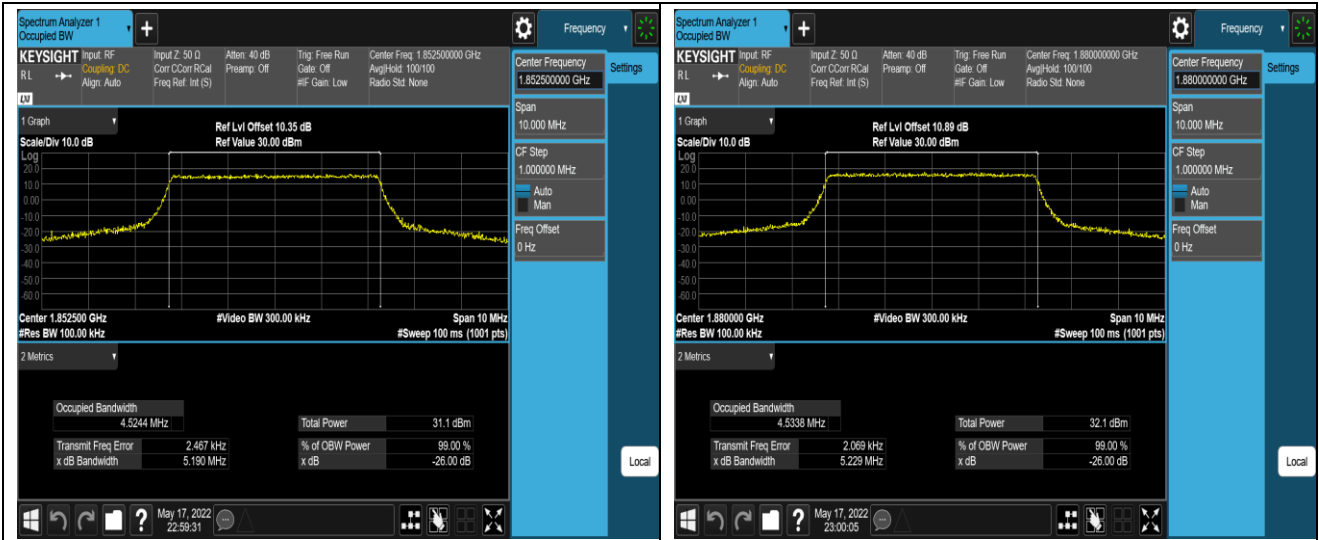 Spectrum Analyzer 1
Occupied BW
Frequency
KEYSIGHT Input: RF Input Z: 50 Ω Atten: 40 dB Trig: Free Run Center Freq: 1.852500000 GHz
Coupling: DC Corr CCorr RCal Preamp: Off Gate: Off Avg|Hold: 100/100
RL Align: Auto Freq Ref: Int (S) #IF Gain: Low Radio Std: None
LXI
Center Frequency
1.852500000 GHz
Settings
Span
10.000 MHz
CF Step
1.000000 MHz
Auto
Man
Freq Offset
0 Hz
1 Graph
Ref Lvl Offset 10.35 dB
Scale/Div 10.0 dB Ref Value 30.00 dBm
Log
20.0
10.0
0.00
-10.0
-20.0
-30.0
-40.0
-50.0
-60.0
Center 1.852500 GHz #Video BW 300.00 kHz Span 10 MHz
#Res BW 100.00 kHz #Sweep 100 ms (1001 pts)
2 Metrics
Occupied Bandwidth
4.5244 MHz Total Power 31.1 dBm
Transmit Freq Error 2.467 kHz % of OBW Power 99.00 %
x dB Bandwidth 5.190 MHz x dB -26.00 dB
Local
May 17, 2022
22:59:31
Spectrum Analyzer 1
Occupied BW
Frequency
KEYSIGHT Input: RF Input Z: 50 Ω Atten: 40 dB Trig: Free Run Center Freq: 1.880000000 GHz
Coupling: DC Corr CCorr RCal Preamp: Off Gate: Off Avg|Hold: 100/100
RL Align: Auto Freq Ref: Int (S) #IF Gain: Low Radio Std: None
LXI
Center Frequency
1.880000000 GHz
Settings
Span
10.000 MHz
CF Step
1.000000 MHz
Auto
Man
Freq Offset
0 Hz
1 Graph
Ref Lvl Offset 10.89 dB
Scale/Div 10.0 dB Ref Value 30.00 dBm
Log
20.0
10.0
0.00
-10.0
-20.0
-30.0
-40.0
-50.0
-60.0
Center 1.880000 GHz #Video BW 300.00 kHz Span 10 MHz
#Res BW 100.00 kHz #Sweep 100 ms (1001 pts)
2 Metrics
Occupied Bandwidth
4.5338 MHz Total Power 32.1 dBm
Transmit Freq Error 2.069 kHz % of OBW Power 99.00 %
x dB Bandwidth 5.229 MHz x dB -26.00 dB
Local
May 17, 2022
23:00:05